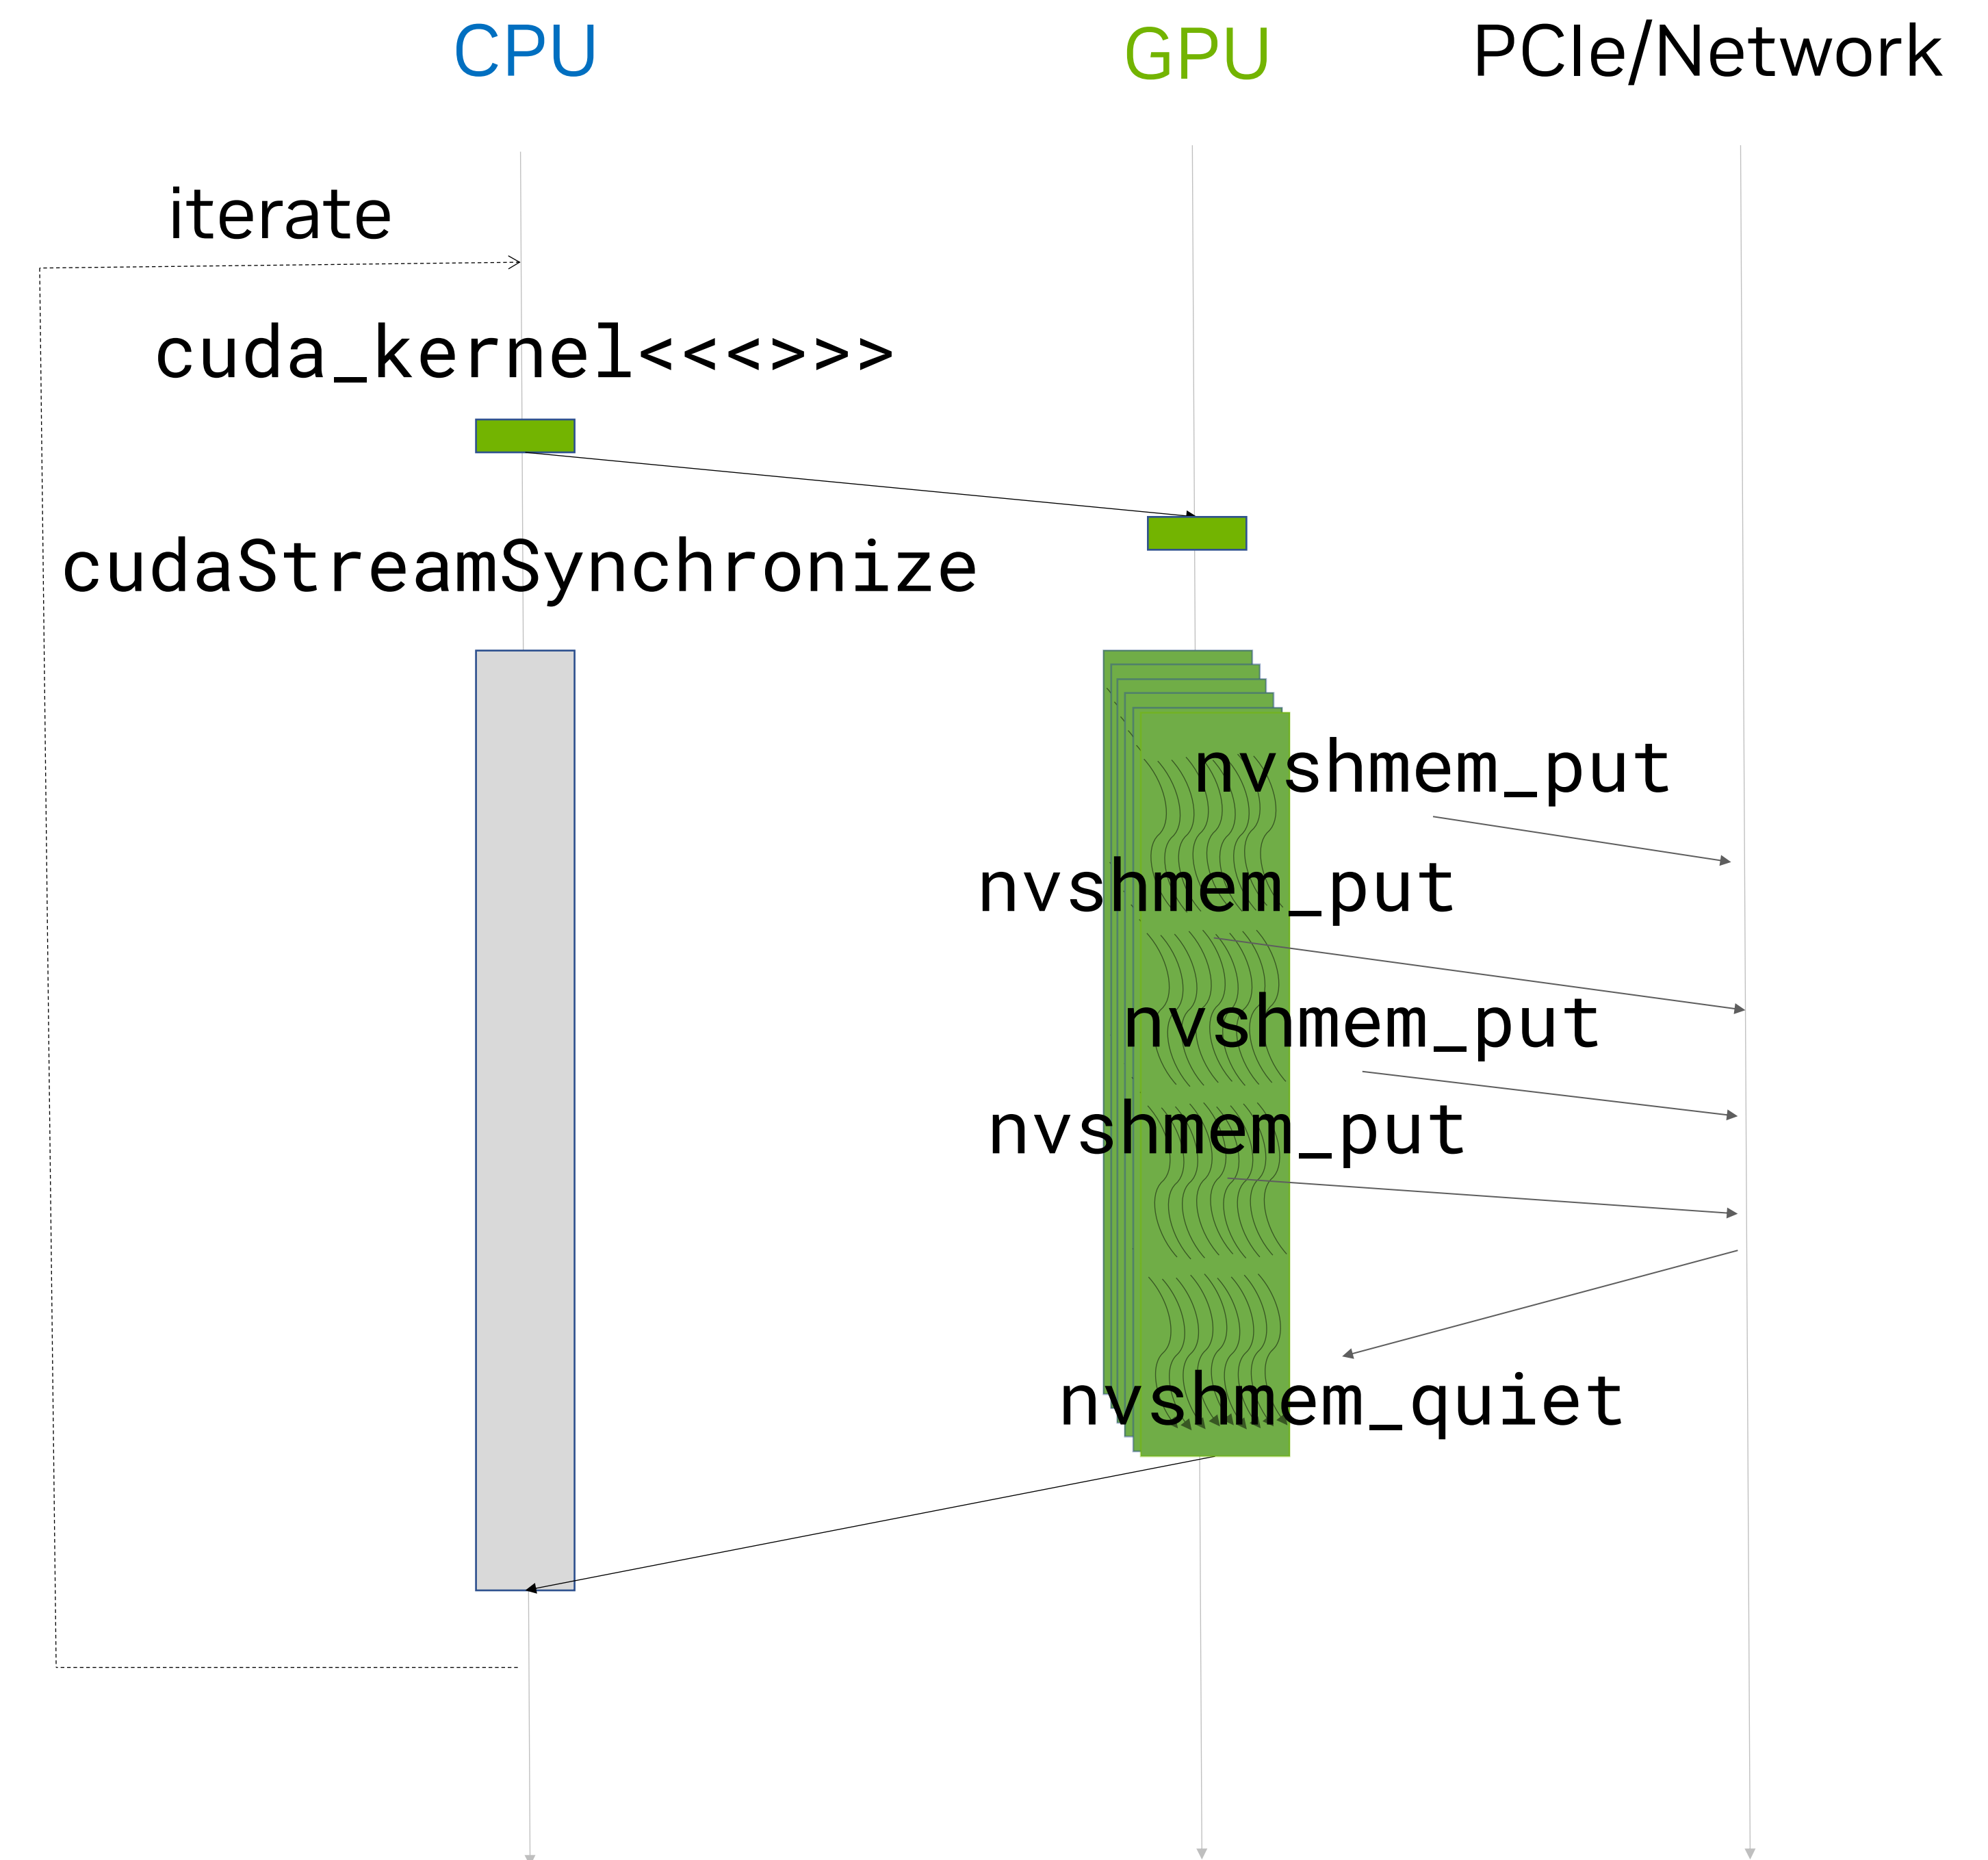 CPU
GPU
PCIe/Network
iterate
cuda_kernel<<<>>>
cudaStreamSynchronize
nvshmem_put
nvshmem_put
nvshmem_put
nvshmem_put
nvshmem_quiet